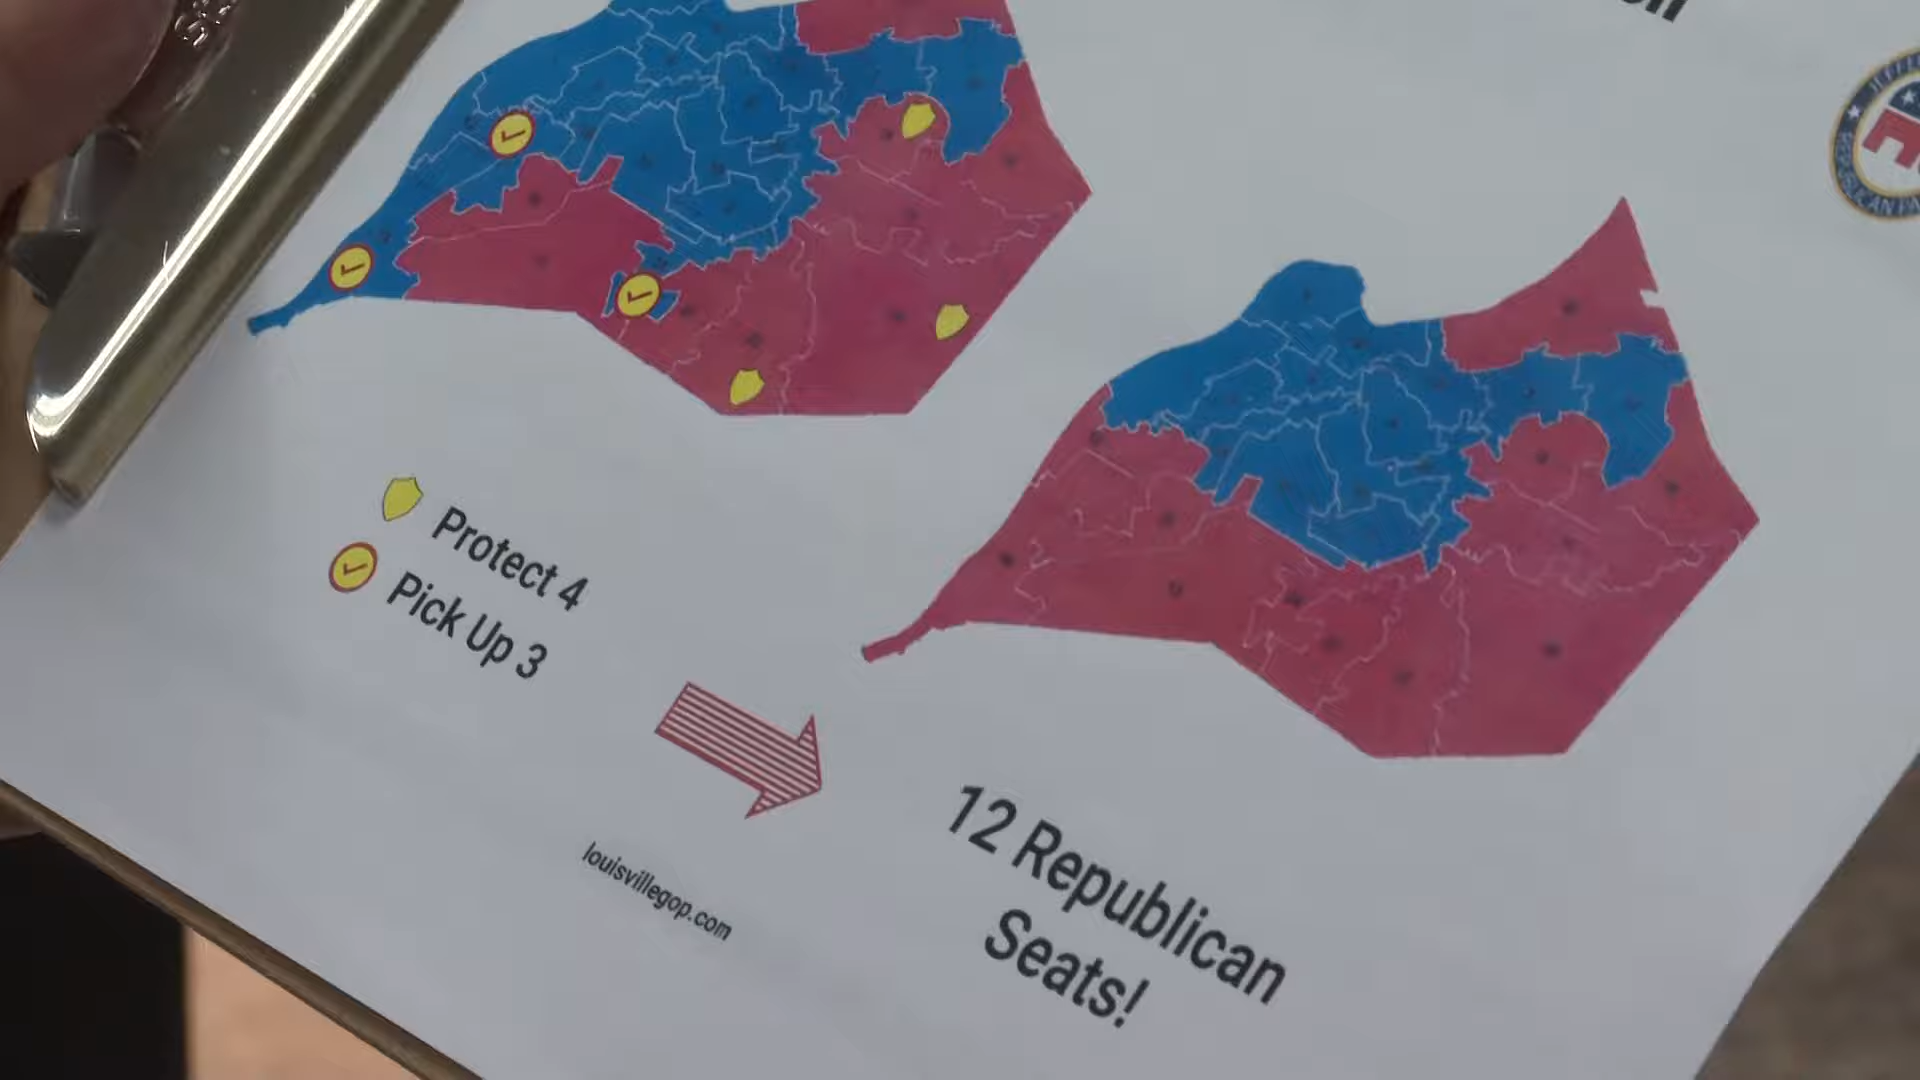 Protect 4
Pick Up 3
louisvillegop.com
12 Republican
Seats!